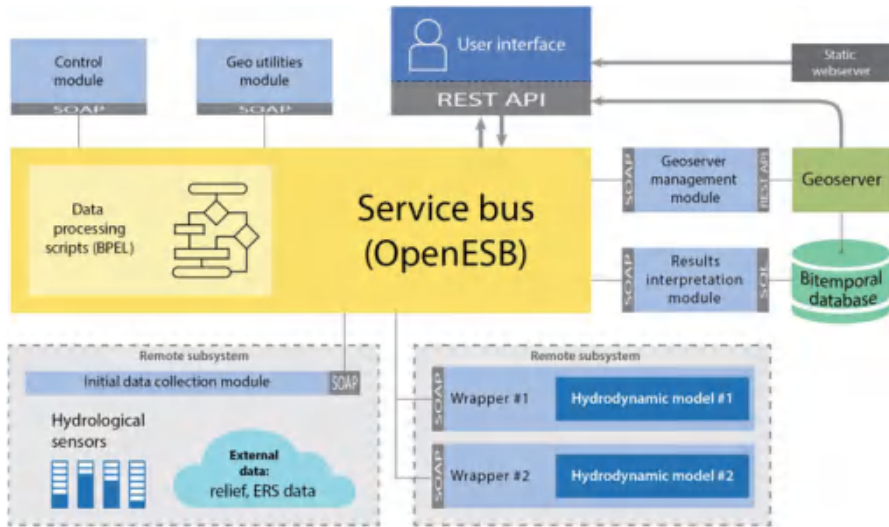 Control
module
SOAP
Geo utilities
module
SOAP
User interface
REST API
Static
webserver
Data
processing
scripts (BPEL)
Service bus
(OpenESB)
SOAP
Geoserver
management
module
REST API
Geoserver
SOAP
Results
interpretation
module
SQL
Bitemporal
database
Remote subsystem
Initial data collection module
SOAP
Hydrological
sensors
External
data:
relief, ERS data
Remote subsystem
SOAP
Wrapper #1
Hydrodynamic model #1
SOAP
Wrapper #2
Hydrodynamic model #2